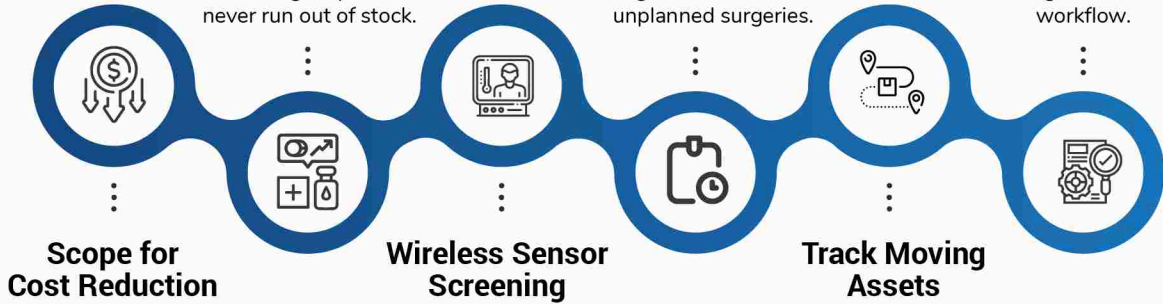 never run out of stock.
unplanned surgeries.
workflow.
Scope for
Cost Reduction
Wireless Sensor
Screening
Track Moving
Assets